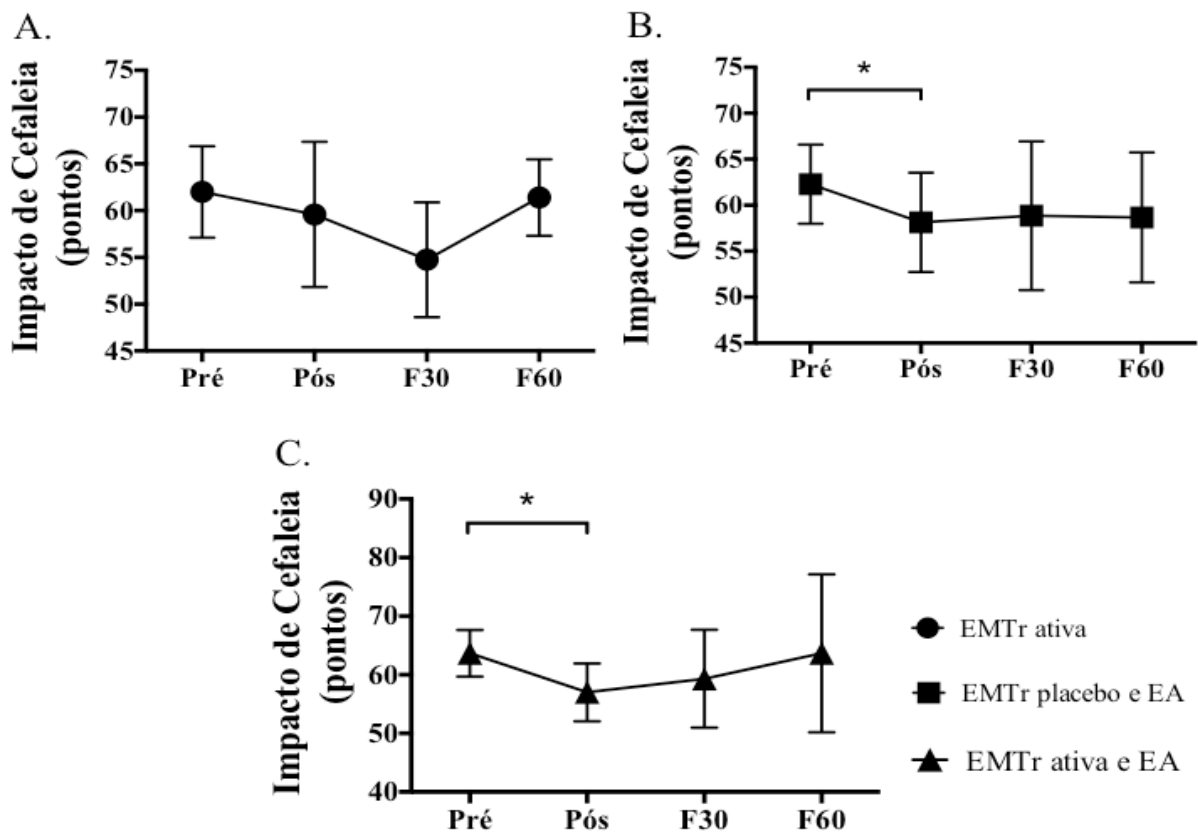 A.
Impacto de Cefaleia
(pontos)
75
70
65
60
55
50
45
Pré Pós F30 F60
B.
Impacto de Cefaleia
(pontos)
75
70
65
60
55
50
45
*
Pré Pós F30 F60
C.
Impacto de Cefaleia
(pontos)
90
80
70
60
50
40
*
Pré Pós F30 F60
EMTr ativa
EMTr placebo e EA
EMTr ativa e EA